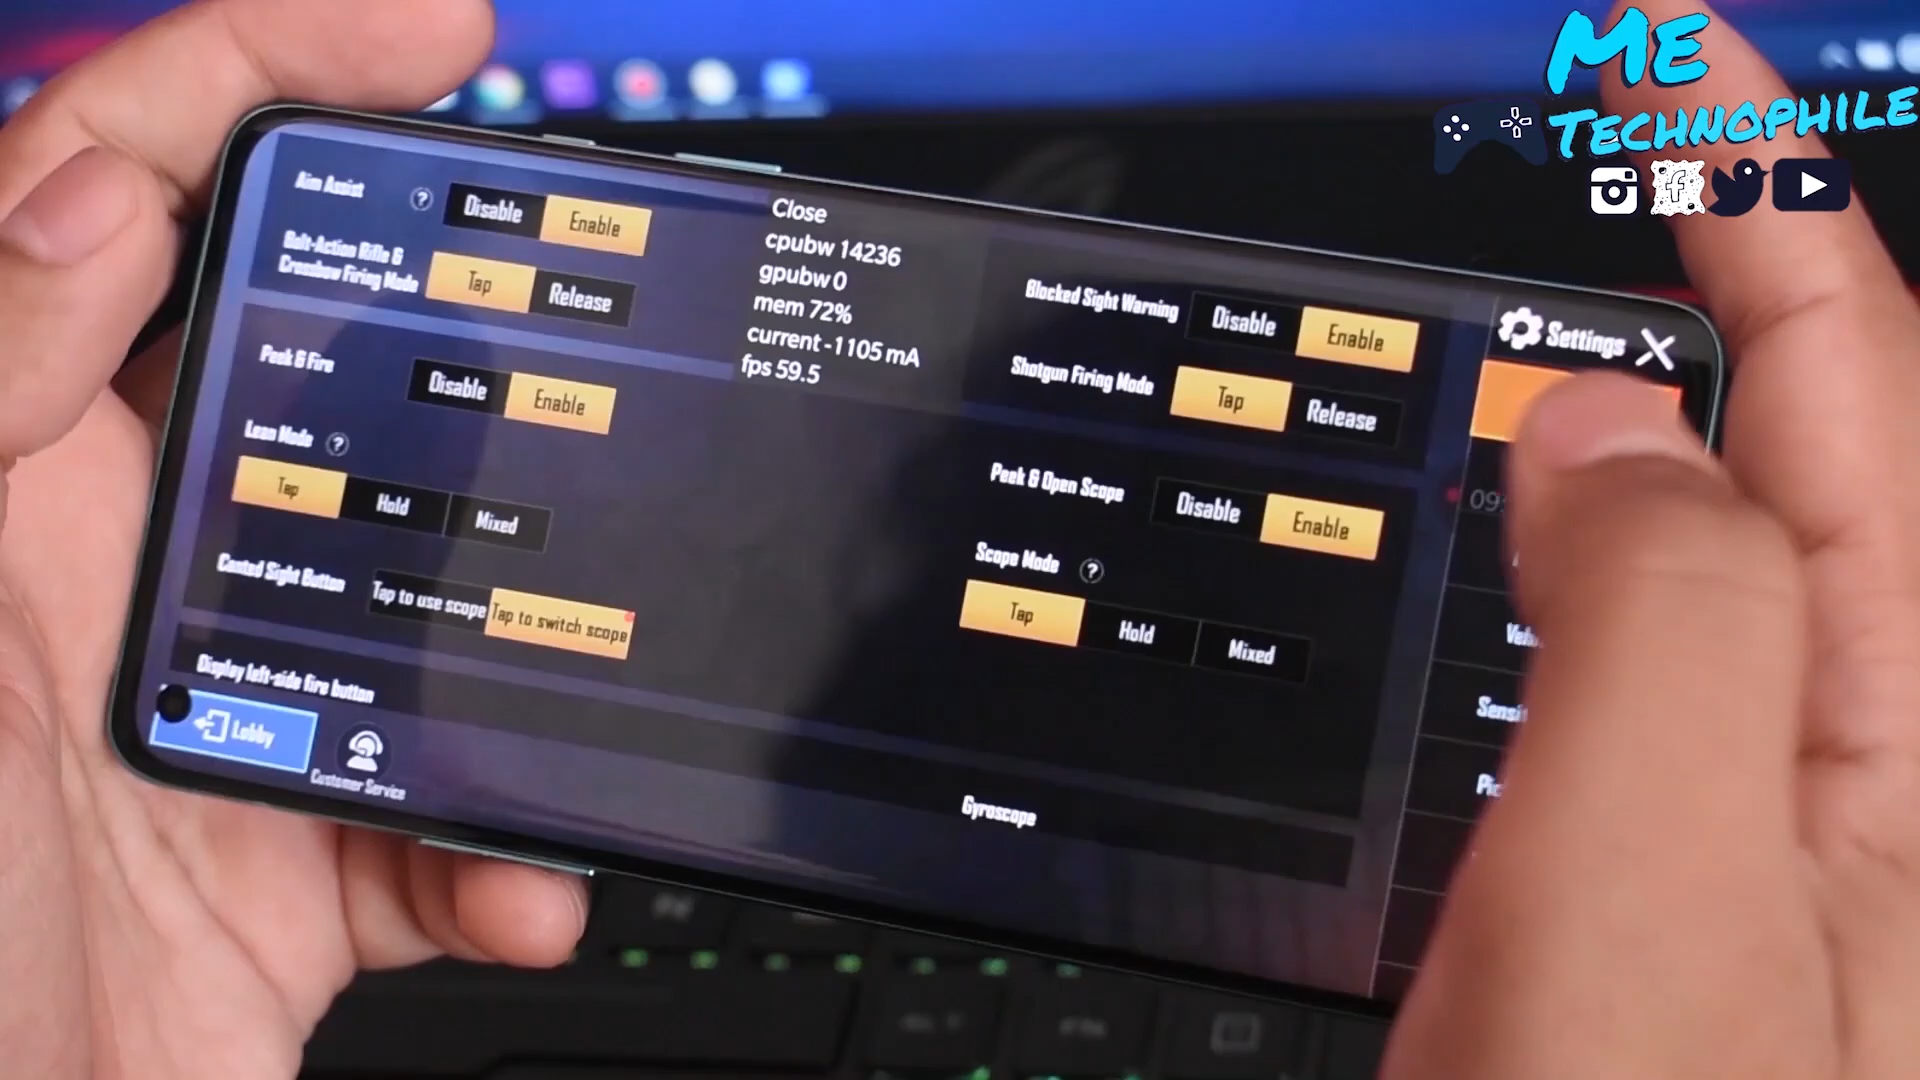 ME
TECHNOPHILE
Aim Assist
?
Disable
Enable
Bolt-Action Rifle &
Crossbow Firing Mode
Tap
Release
Close
cpubw 14236
gpubw 0
mem 72%
current -1105 mA
fps 59.5
Blocked Sight Warning
Disable
Enable
Shotgun Firing Mode
Tap
Release
Settings
Peek & Fire
Disable
Enable
Lean Mode
?
Tap
Hold
Mixed
Peek & Open Scope
Disable
Enable
Scope Mode
?
Tap
Hold
Mixed
Canted Sight Button
Tap to use scope
Tap to switch scope
Display left-side fire button
Gyroscope
Lobby
Customer Service